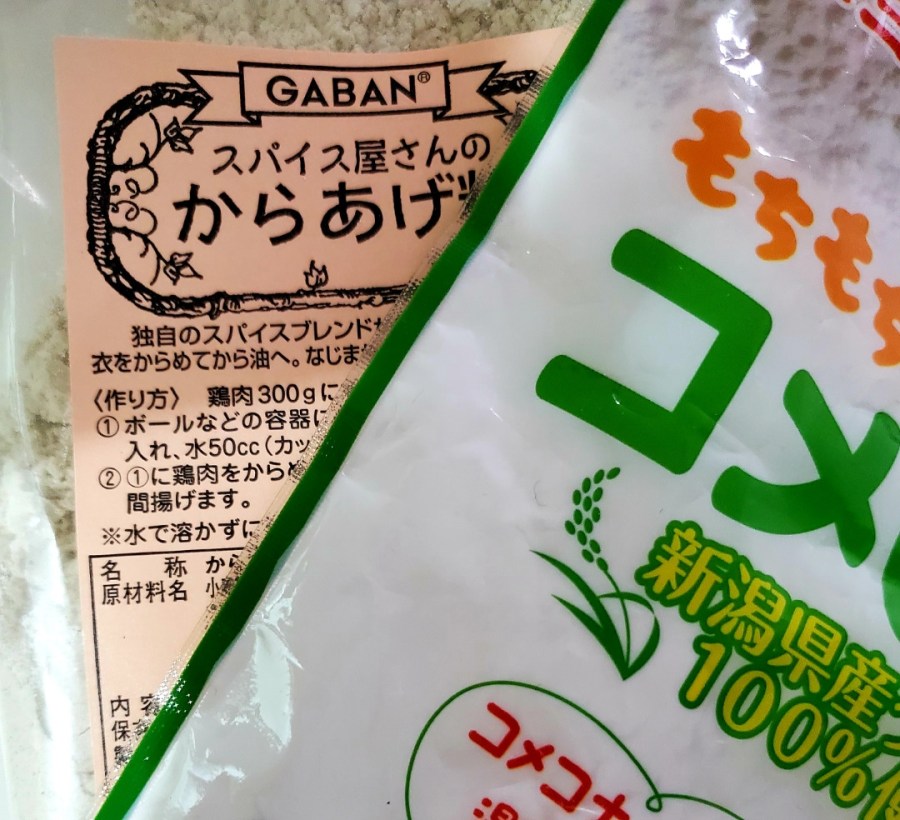 GABAN®
スパイス屋さんの
からあげ
独自のスパイスブレンド
衣をからめてから油へ。なじま
〈作り方〉 鶏肉300gに
①ボールなどの容器に
入れ、水50cc(カッ
②①に鶏肉をから
間揚げます。
※水で溶かずに
名 称 から
原材料名 小
内 容
保
製
もちもち
コメ
新潟県産
100%使
コメコ